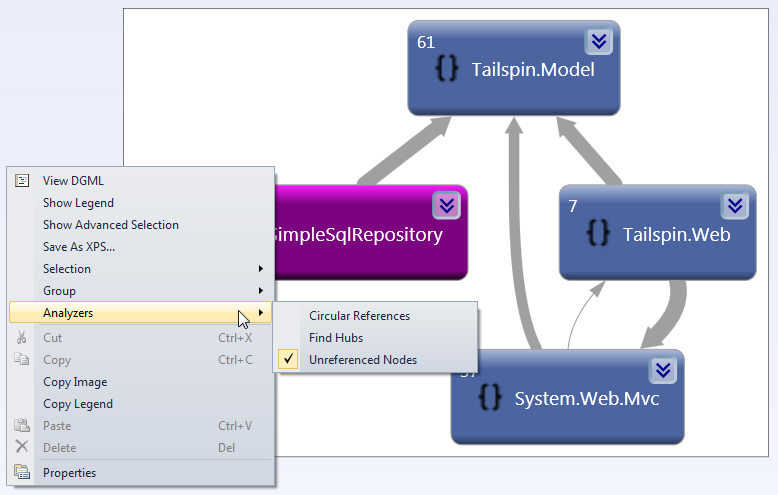 61
{} Tailspin.Model
View DGML
Show Legend
Show Advanced Selection
Save As XPS...
Selection
Group
Analyzers
Cut Ctrl+X
Copy Ctrl+C
Copy Image
Copy Legend
Paste Ctrl+V
Delete Del
Properties
SimpleSqlRepository
7
{} Tailspin.Web
Circular References
Find Hubs
Unreferenced Nodes
{} System.Web.Mvc